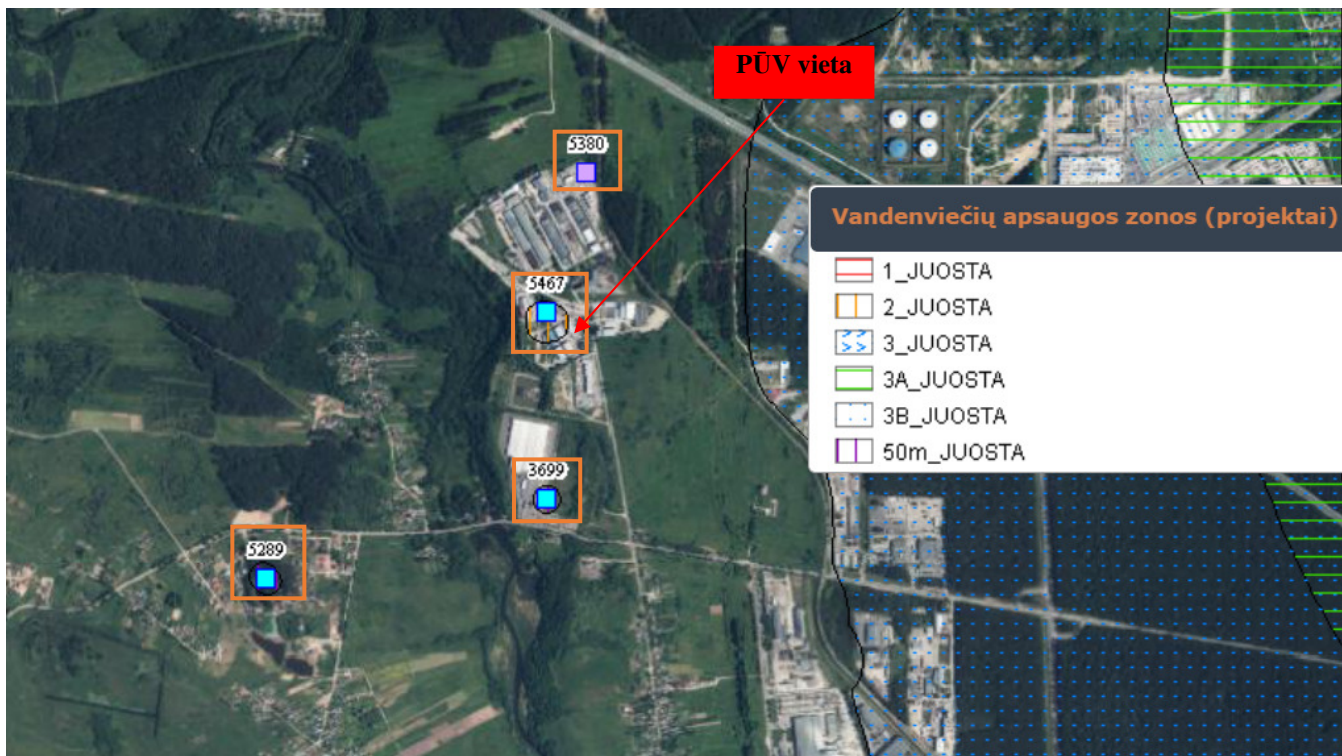 PŪV vieta
5380
Vandenviečių apsaugos zonos (projektai)
5467
1_JUOSTA
2_JUOSTA
3_JUOSTA
3A_JUOSTA
3B_JUOSTA
50m_JUOSTA
3699
5289